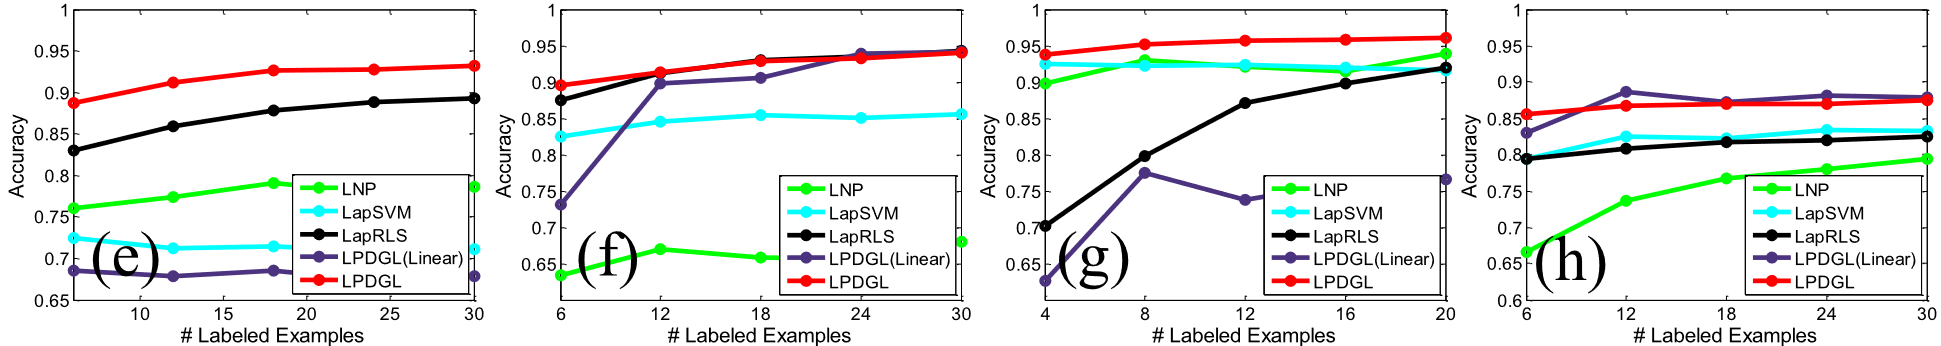 1
0.95
0.9
0.85
0.8
0.75
0.7
0.65
Accuracy
10 15 20 25 30
# Labeled Examples
LNP
LapSVM
LapRLS
LPDGL(Linear)
LPDGL
(e)
1
0.95
0.9
0.85
0.8
0.75
0.7
0.65
Accuracy
6 12 18 24 30
# Labeled Examples
LNP
LapSVM
LapRLS
LPDGL(Linear)
LPDGL
(f)
1
0.95
0.9
0.85
0.8
0.75
0.7
0.65
Accuracy
4 8 12 16 20
# Labeled Examples
LNP
LapSVM
LapRLS
LPDGL(Linear)
LPDGL
(g)
1
0.95
0.9
0.85
0.8
0.75
0.7
0.65
0.6
Accuracy
6 12 18 24 30
# Labeled Examples
LNP
LapSVM
LapRLS
LPDGL(Linear)
LPDGL
(h)